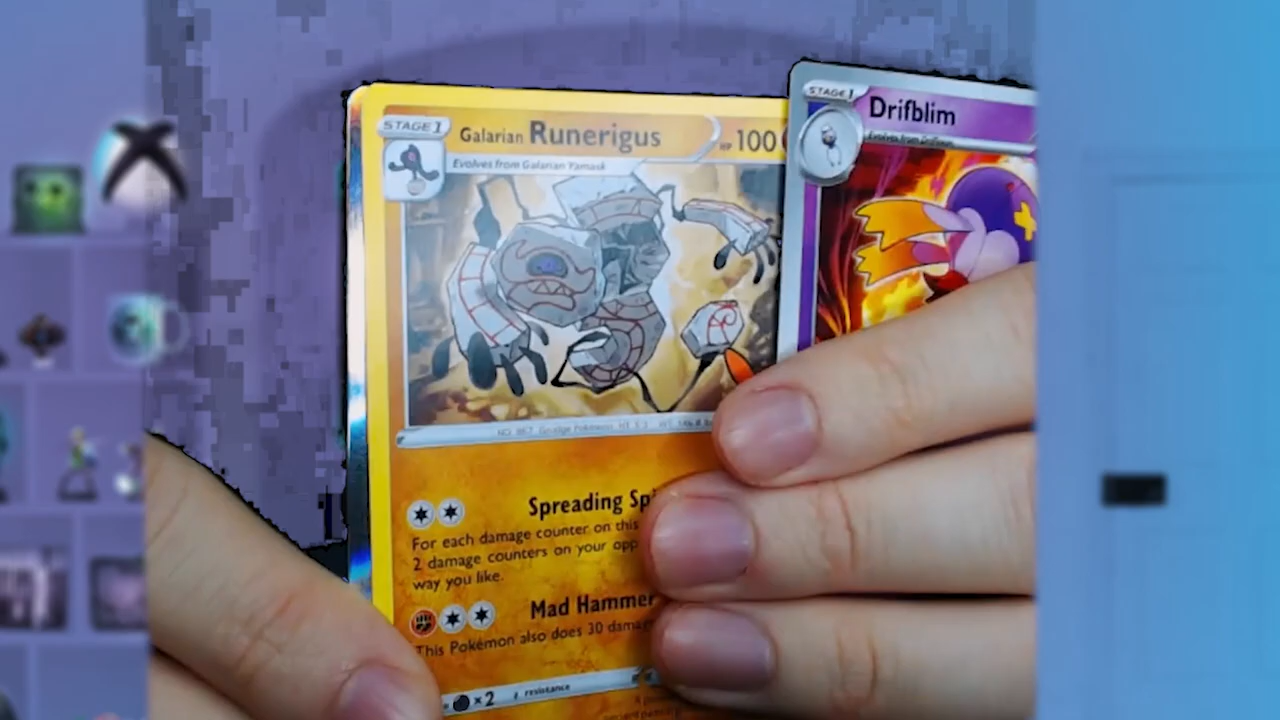 STAGE 1
Galarian Runerigus
HP 100
Evolves from Galarian Yamask
STAGE 1
Drifblim
Evolves from Drifloon
Spreading Sp
For each damage counter on this
2 damage counters on your opp
way you like.
Mad Hammer
This Pokémon also does 30 damag
×2
resistance